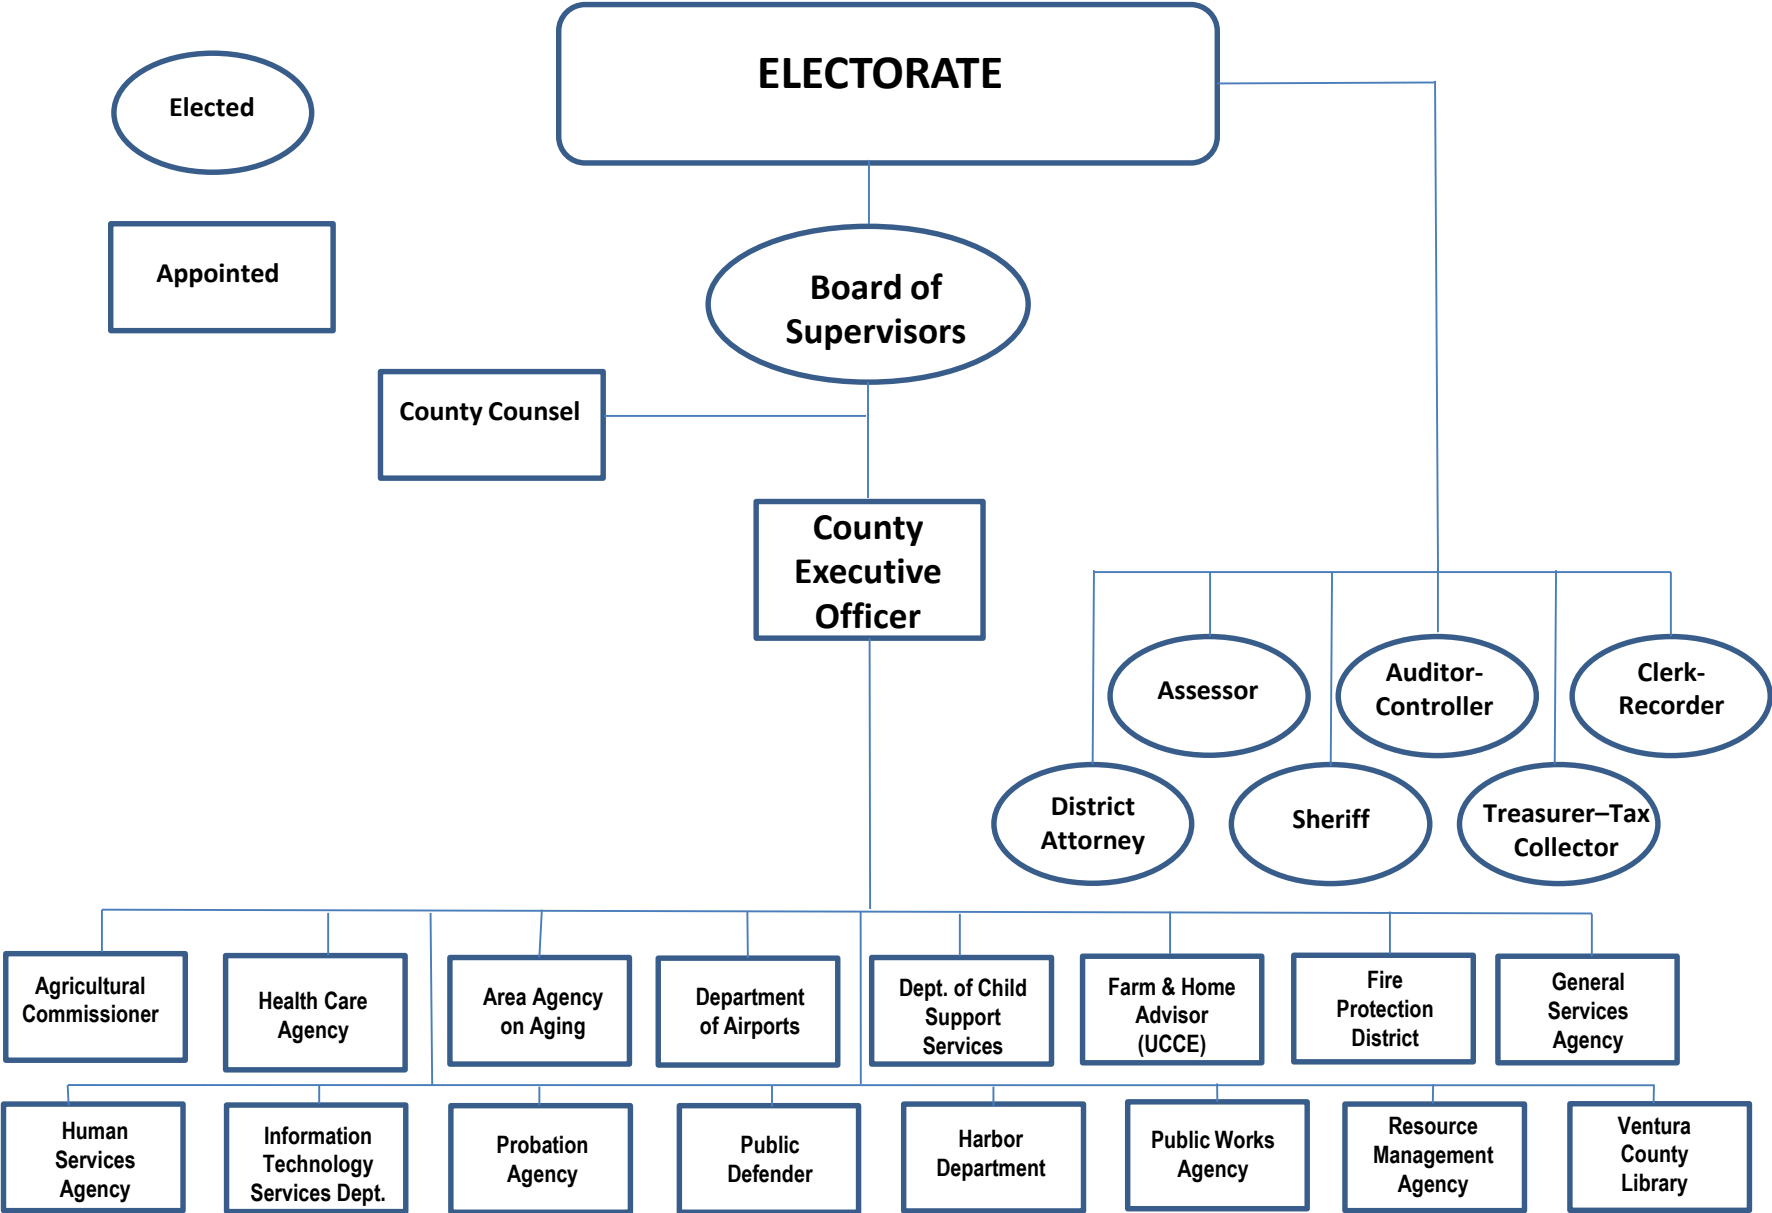 ELECTORATE
Elected
Appointed
Board of
Supervisors
County Counsel
County
Executive
Officer
Assessor
Auditor-
Controller
Clerk-
Recorder
District
Attorney
Sheriff
Treasurer–Tax
Collector
Agricultural
Commissioner
Health Care
Agency
Area Agency
on Aging
Department
of Airports
Dept. of Child
Support
Services
Farm & Home
Advisor
(UCCE)
Fire
Protection
District
General
Services
Agency
Human
Services
Agency
Information
Technology
Services Dept.
Probation
Agency
Public
Defender
Harbor
Department
Public Works
Agency
Resource
Management
Agency
Ventura
County
Library